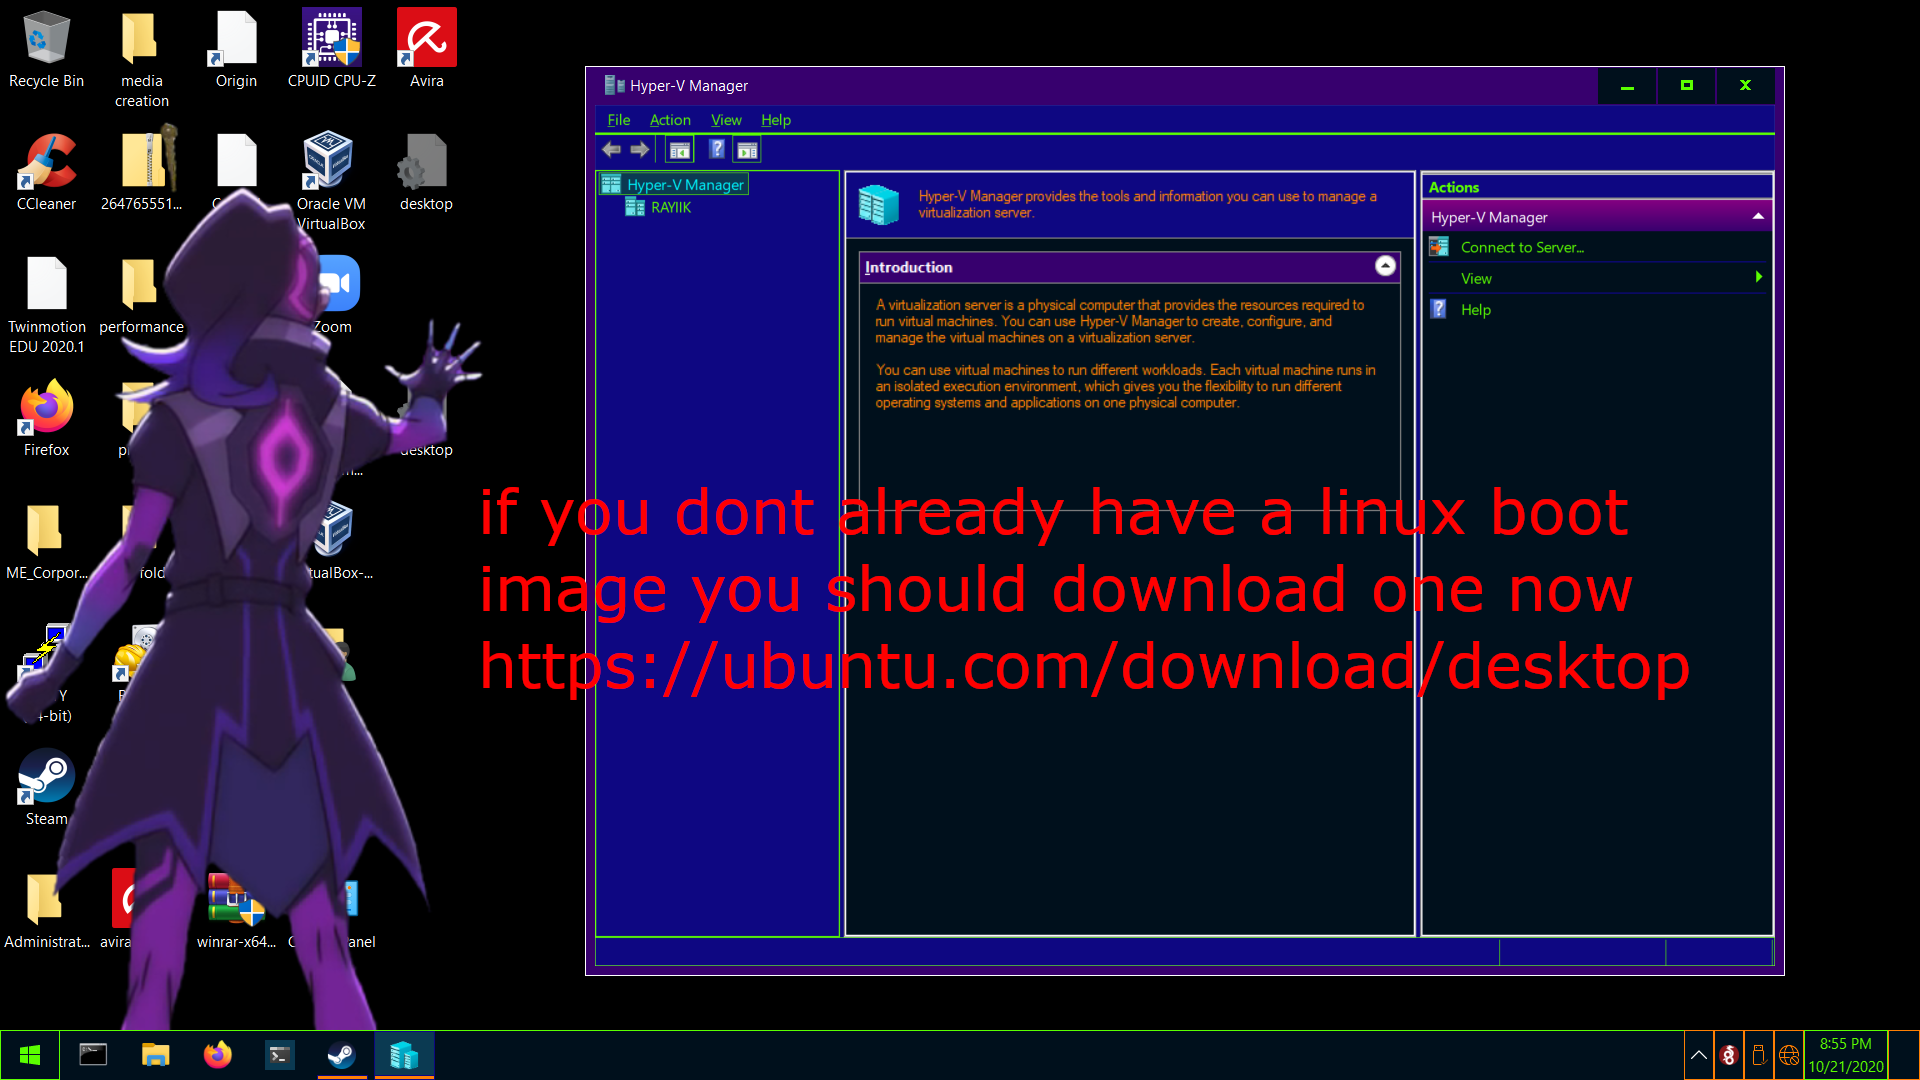 Recycle Bin
media
creation
Origin
CPUID CPU-Z
Avira
CCleaner
264765551...
Oracle VM
VirtualBox
desktop
Twinmotion
EDU 2020.1
performance
Zoom
Firefox
desktop
ME_Corpor...
fold
tualBox-...
4-bit)
Steam
Administrat...
avira
winrar-x64...
Hyper-V Manager
File Action View Help
Hyper-V Manager
RAYIIK
Hyper-V Manager provides the tools and information you can use to manage a
virtualization server.
Introduction
A virtualization server is a physical computer that provides the resources required to
run virtual machines. You can use Hyper-V Manager to create, configure, and
manage the virtual machines on a virtualization server.
You can use virtual machines to run different workloads. Each virtual machine runs in
an isolated execution environment, which gives you the flexibility to run different
operating systems and applications on one physical computer.
Actions
Hyper-V Manager
Connect to Server...
View
Help
if you dont already have a linux boot
image you should download one now
https://ubuntu.com/download/desktop
8:55 PM
10/21/2020